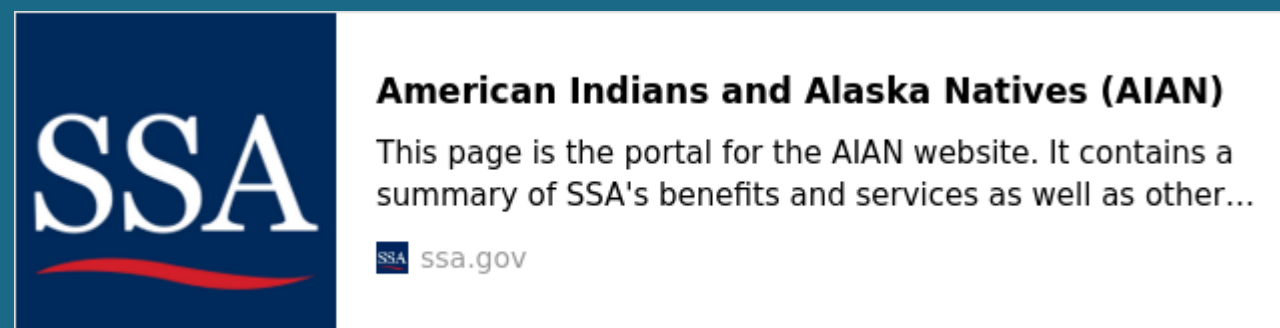 SSA
American Indians and Alaska Natives (AIAN)
This page is the portal for the AIAN website. It contains a
summary of SSA's benefits and services as well as other...
SSA ssa.gov